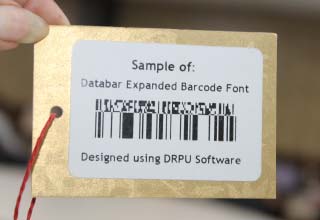 Sample of:
Databar Expanded Barcode Font
Designed using DRPU Software